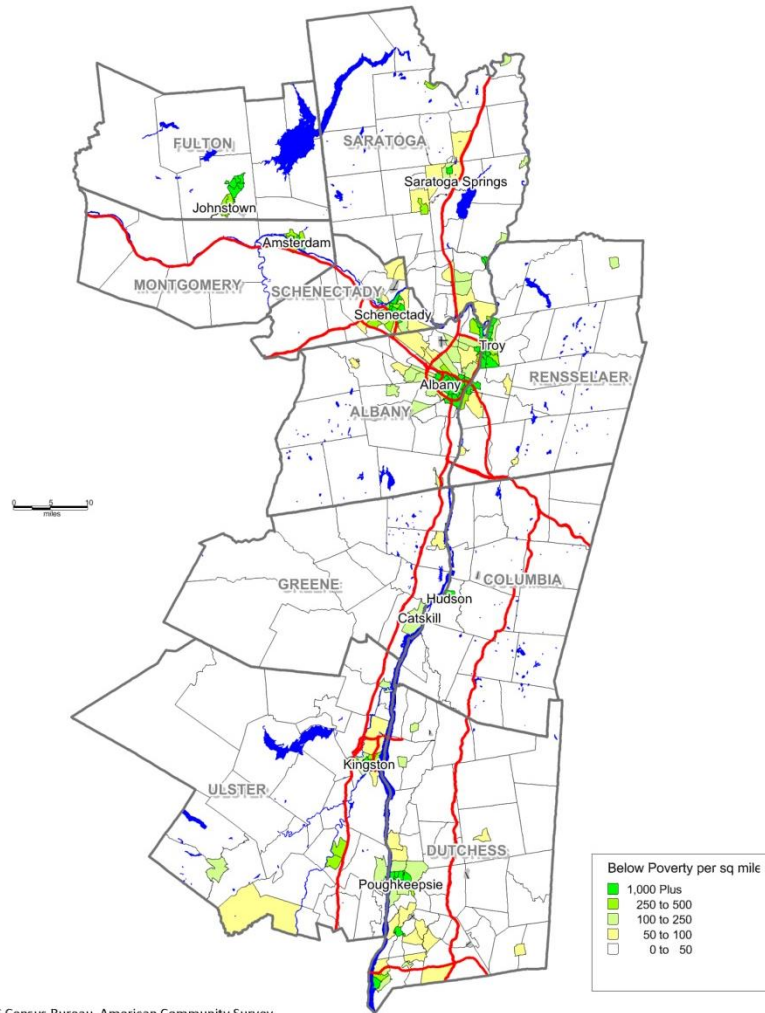 FULTON
SARATOGA
Saratoga Springs
Johnstown
Amsterdam
MONTGOMERY
SCHENECTADY
Schenectady
Troy
RENSSELAER
Albany
ALBANY
0 5 10
miles
GREENE
COLUMBIA
Hudson
Catskill
Kingston
ULSTER
DUTCHESS
Poughkeepsie
Below Poverty per sq mile
1,000 Plus
250 to 500
100 to 250
50 to 100
0 to 50
Census Bureau, American Community Survey